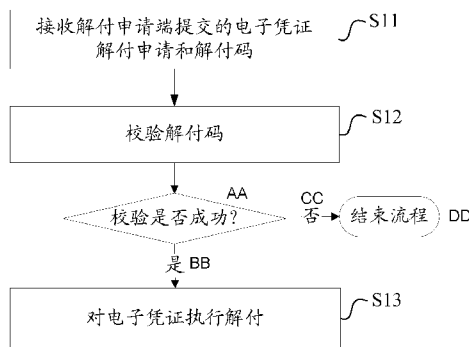 接收解付申请端提交的电子凭证
解付申请和解付码
S11
校验解付码
S12
AA
校验是否成功?
CC
否
结束流程
DD
是 BB
对电子凭证执行解付
S13